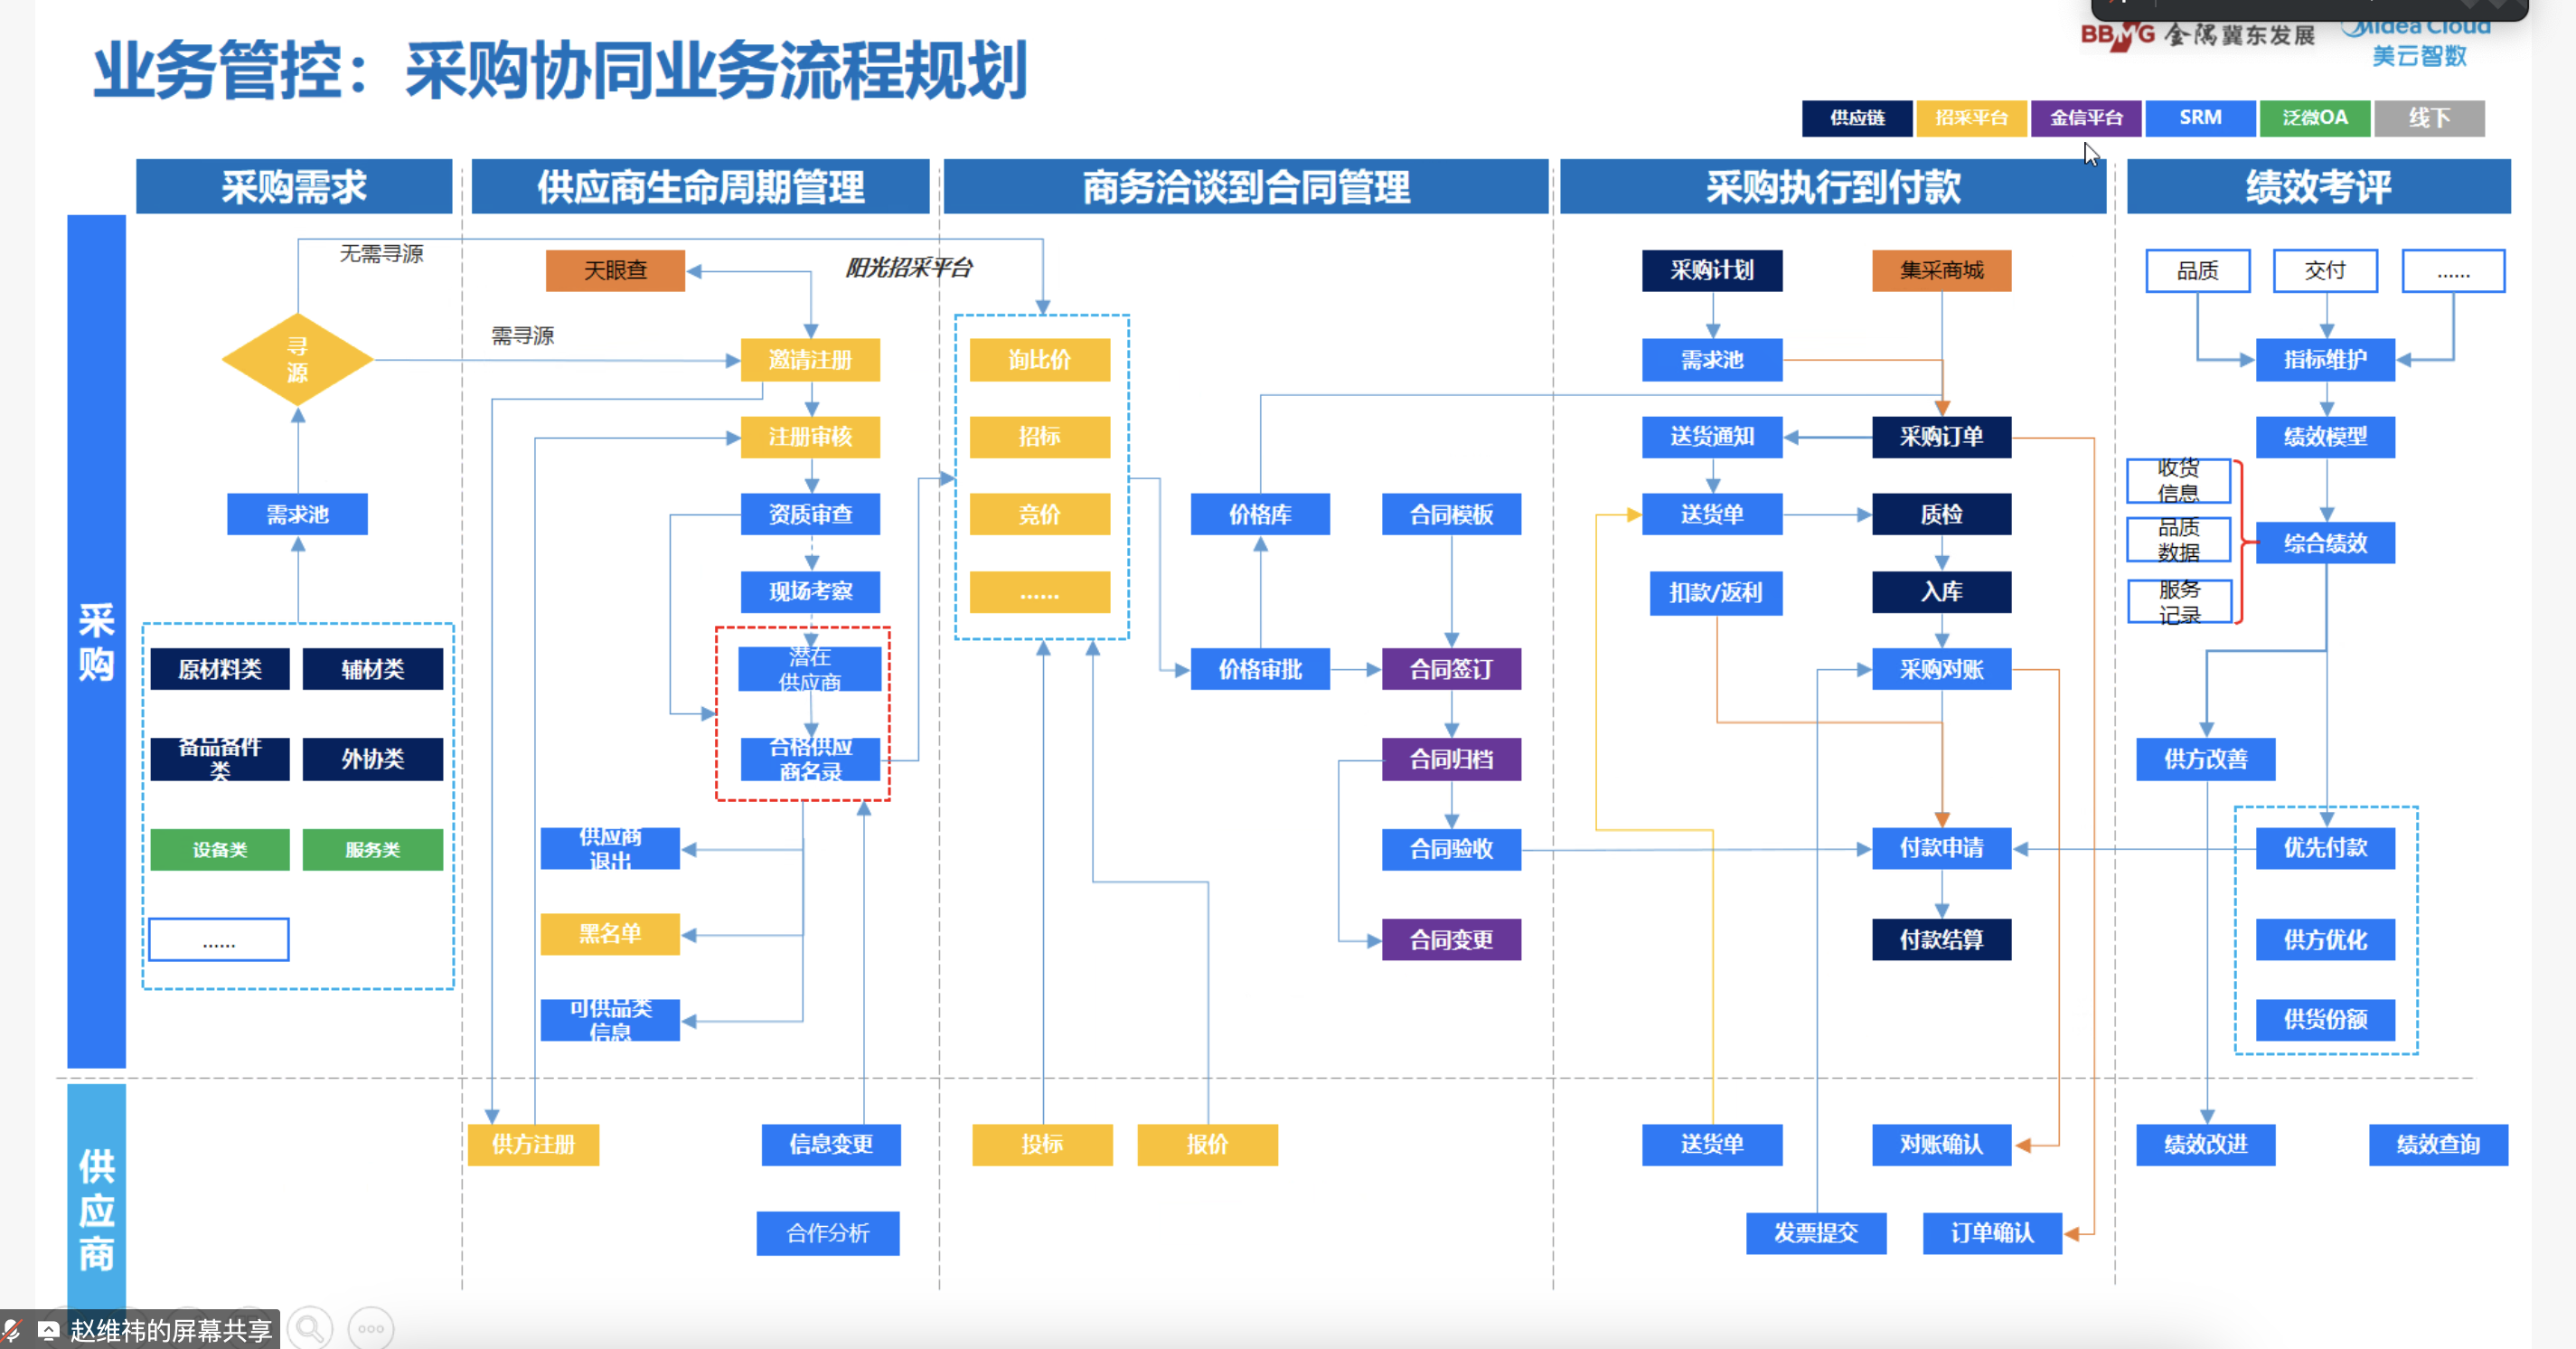 业务管控：采购协同业务流程规划
BBMG 金隅冀东发展
Midea Cloud
美云智数
供应链
招采平台
金信平台
SRM
泛微OA
线下
采购需求
供应商生命周期管理
商务洽谈到合同管理
采购执行到付款
绩效考评
采购
无需寻源
需寻源
寻源
需求池
原材料类
辅材类
备品备件类
外协类
设备类
服务类
......
天眼查
阳光招采平台
邀请注册
注册审核
资质审查
现场考察
潜在
供应商
合格供应
商名录
供应商
退出
黑名单
可供品类
信息
询比价
招标
竞价
......
价格库
合同模板
价格审批
合同签订
合同归档
合同验收
合同变更
采购计划
集采商城
需求池
送货通知
采购订单
送货单
质检
扣款/返利
入库
采购对账
付款申请
付款结算
品质
交付
......
指标维护
绩效模型
收货
信息
品质
数据
服务
记录
综合绩效
供方改善
优先付款
供方优化
供货份额
供应商
供方注册
信息变更
合作分析
投标
报价
送货单
对账确认
发票提交
订单确认
绩效改进
绩效查询
赵维祎的屏幕共享